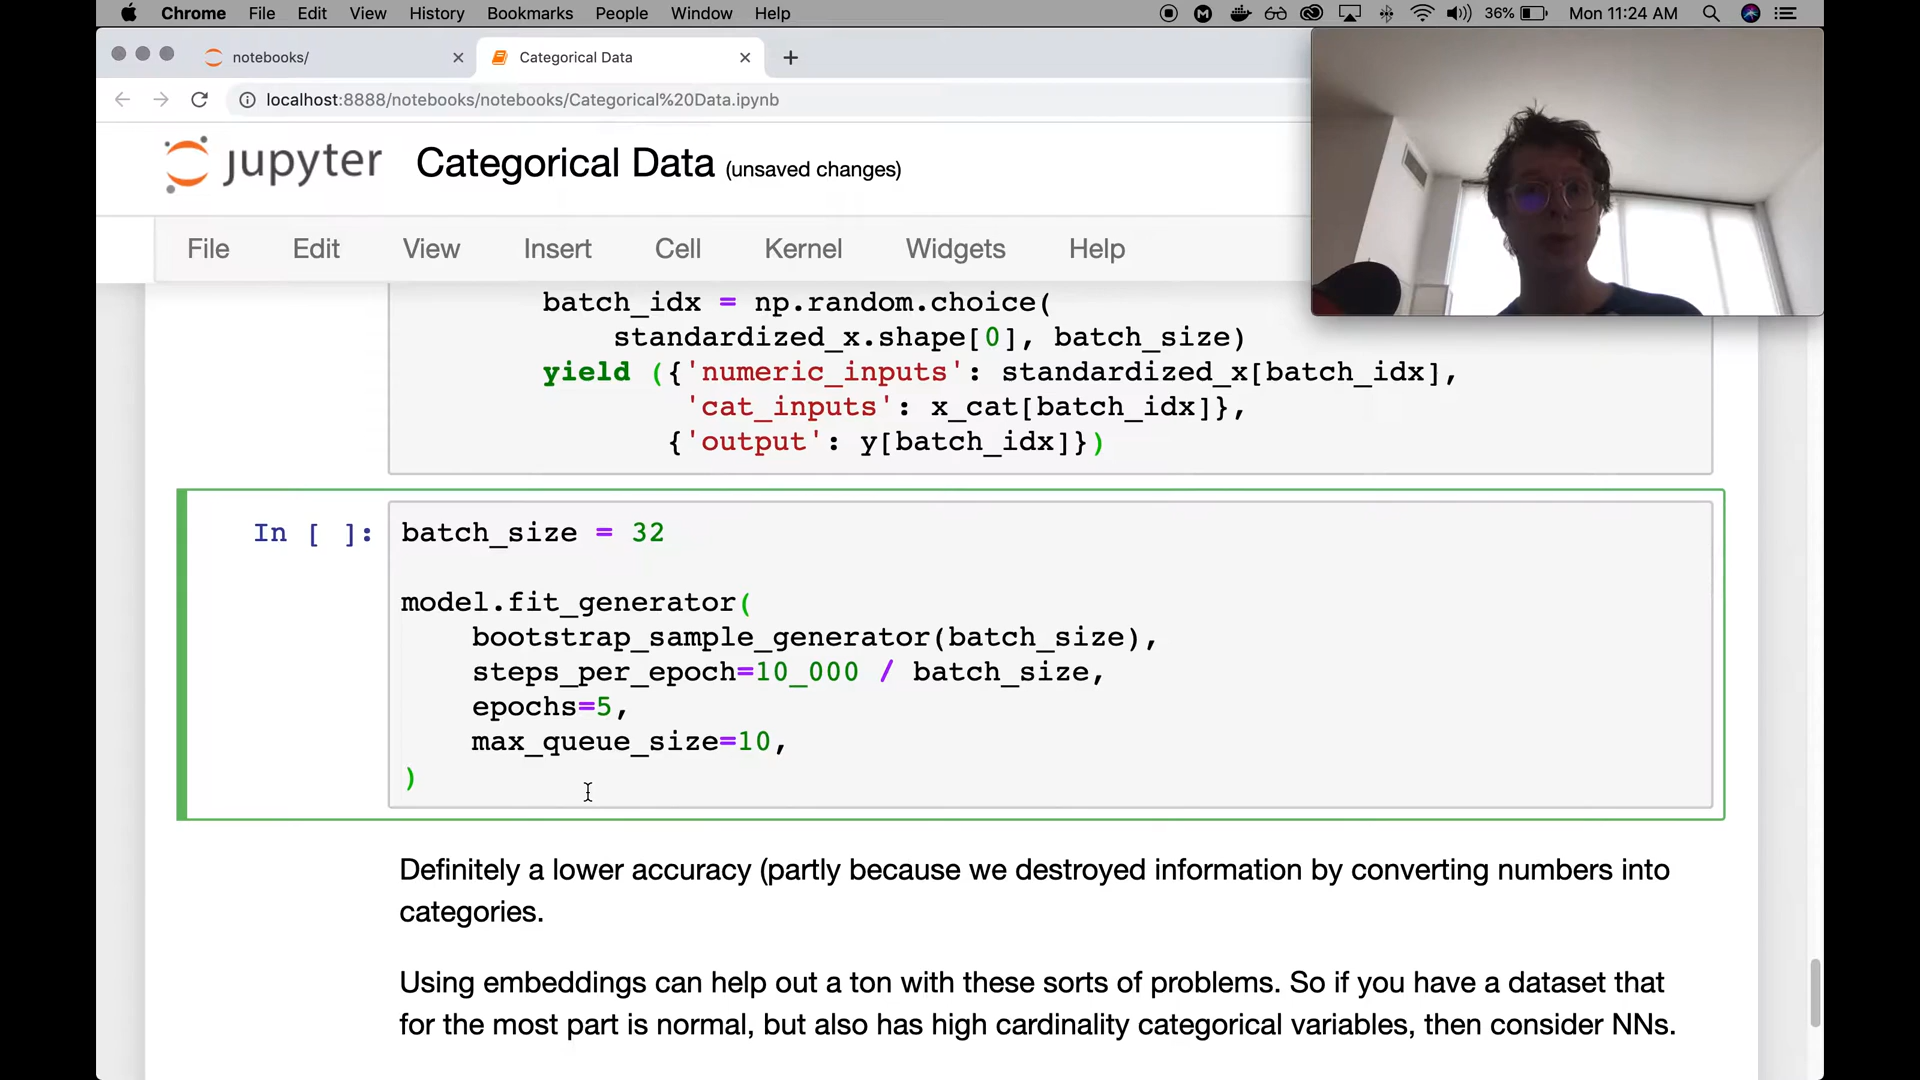 Chrome File Edit View History Bookmarks People Window Help 36% Mon 11:24 AM
notebooks/ Categorical Data
localhost:8888/notebooks/notebooks/Categorical%20Data.ipynb
jupyter Categorical Data (unsaved changes)
File Edit View Insert Cell Kernel Widgets Help
batch_idx = np.random.choice(
standardized_x.shape[0], batch_size)
yield ({'numeric_inputs': standardized_x[batch_idx],
'cat_inputs': x_cat[batch_idx]},
{'output': y[batch_idx]})
In [ ]: batch_size = 32
model.fit_generator(
bootstrap_sample_generator(batch_size),
steps_per_epoch=10_000 / batch_size,
epochs=5,
max_queue_size=10,
)
Definitely a lower accuracy (partly because we destroyed information by converting numbers into
categories.
Using embeddings can help out a ton with these sorts of problems. So if you have a dataset that
for the most part is normal, but also has high cardinality categorical variables, then consider NNs.